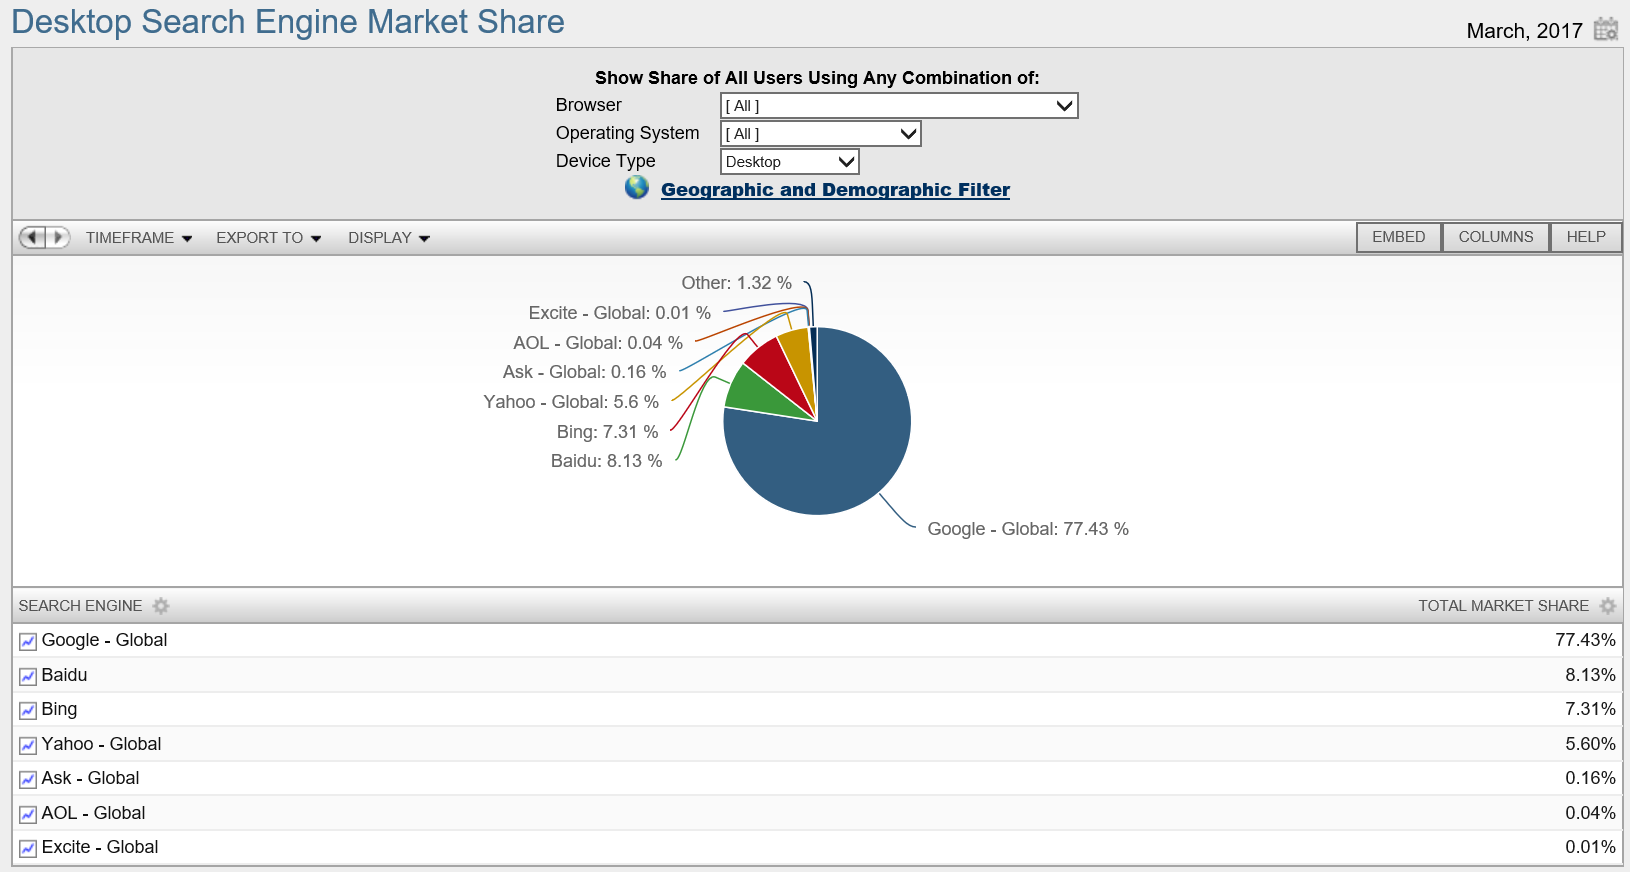 Desktop Search Engine Market Share
March, 2017
Show Share of All Users Using Any Combination of:
Browser [ All ]
Operating System [ All ]
Device Type Desktop
Geographic and Demographic Filter
TIMEFRAME EXPORT TO DISPLAY EMBED COLUMNS HELP
Other: 1.32 %
Excite - Global: 0.01 %
AOL - Global: 0.04 %
Ask - Global: 0.16 %
Yahoo - Global: 5.6 %
Bing: 7.31 %
Baidu: 8.13 %
Google - Global: 77.43 %
SEARCH ENGINE TOTAL MARKET SHARE
Google - Global 77.43%
Baidu 8.13%
Bing 7.31%
Yahoo - Global 5.60%
Ask - Global 0.16%
AOL - Global 0.04%
Excite - Global 0.01%